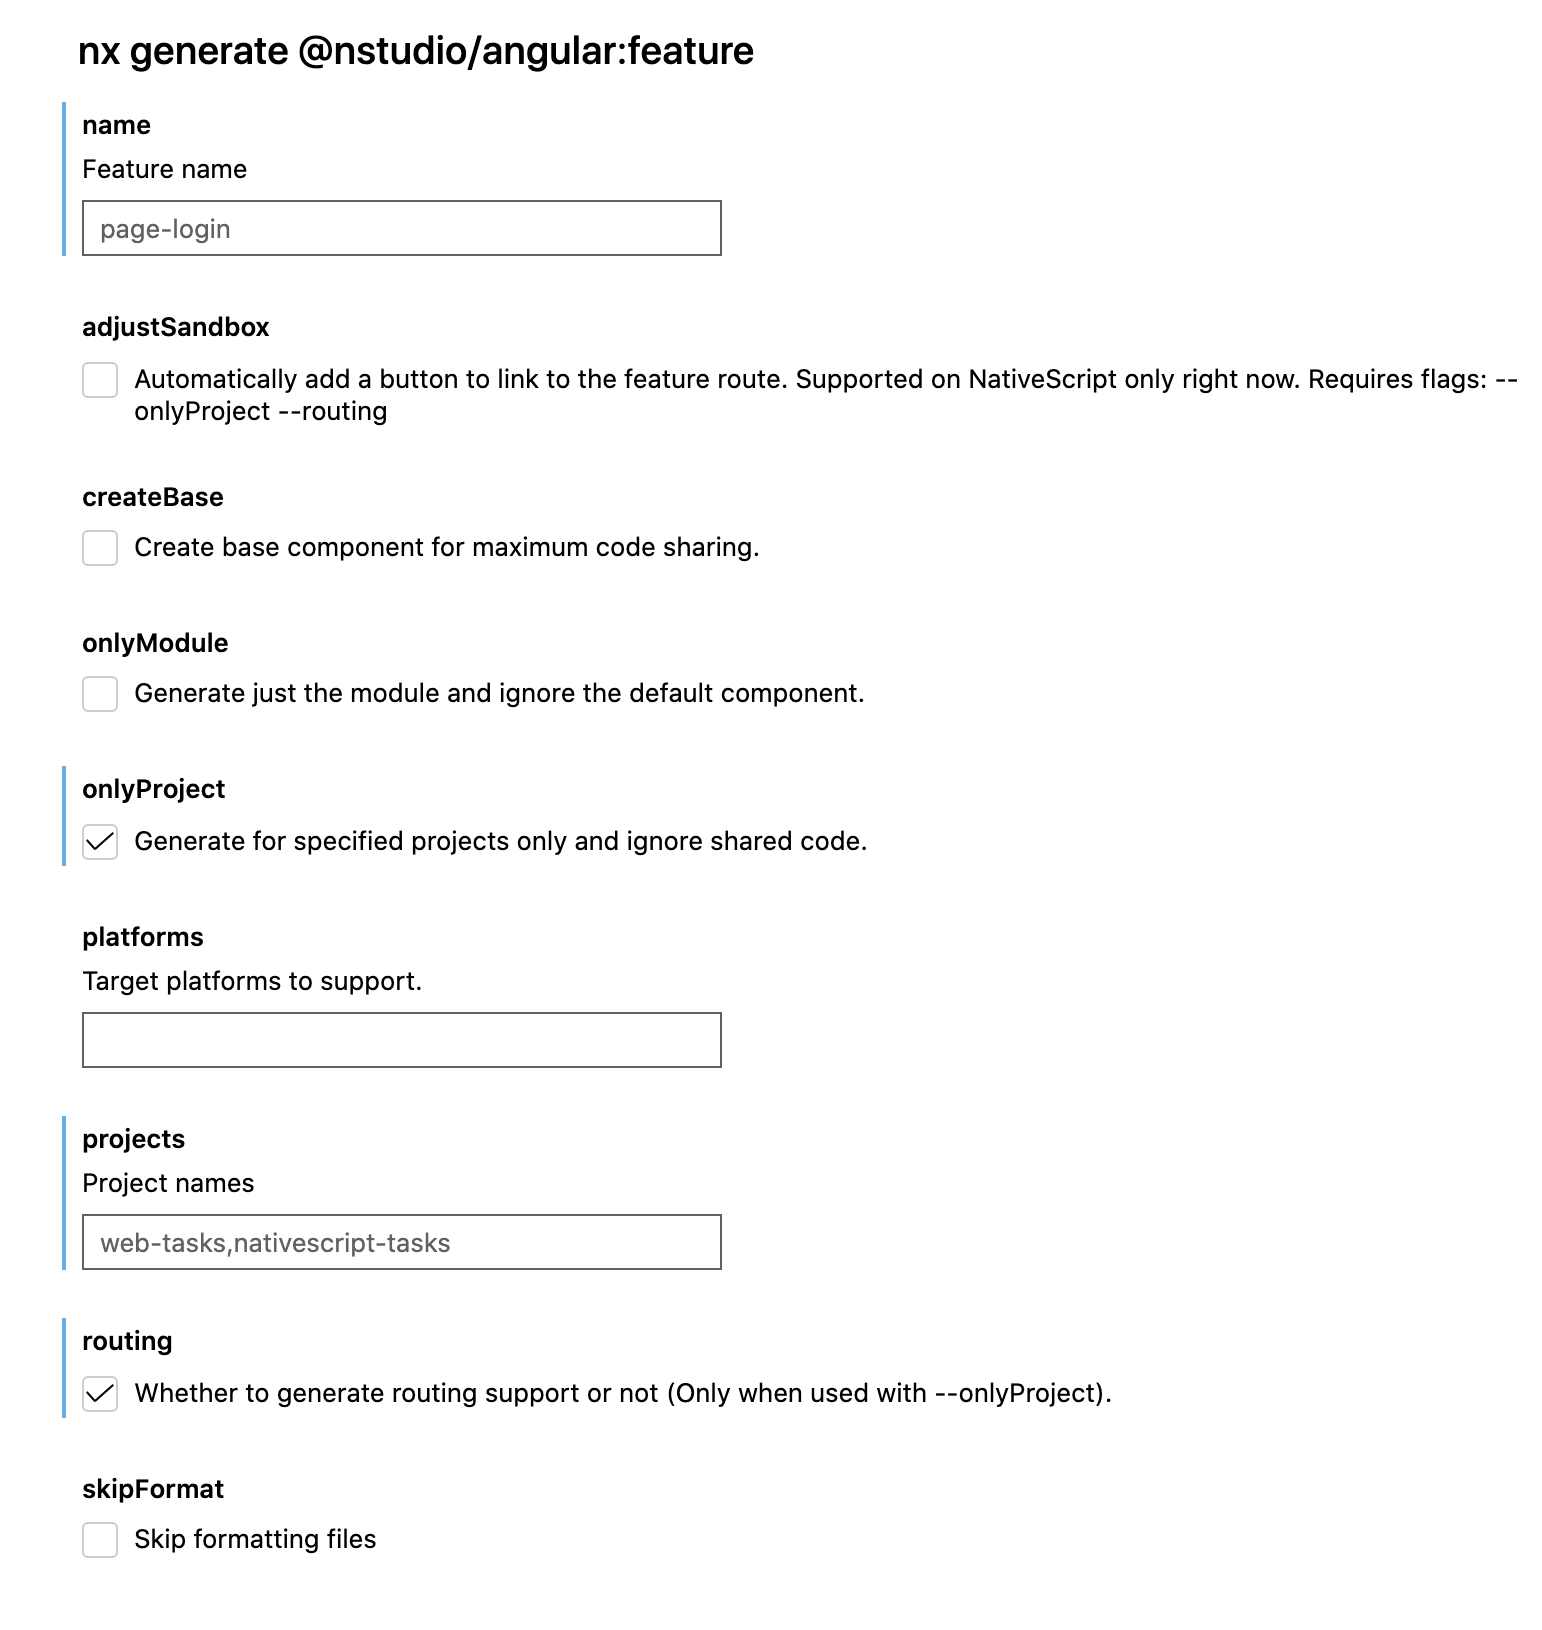 nx generate @nstudio/angular:feature
name
Feature name
page-login
adjustSandbox
Automatically add a button to link to the feature route. Supported on NativeScript only right now. Requires flags: --
onlyProject --routing
createBase
Create base component for maximum code sharing.
onlyModule
Generate just the module and ignore the default component.
onlyProject
Generate for specified projects only and ignore shared code.
platforms
Target platforms to support.
projects
Project names
web-tasks,nativescript-tasks
routing
Whether to generate routing support or not (Only when used with --onlyProject).
skipFormat
Skip formatting files